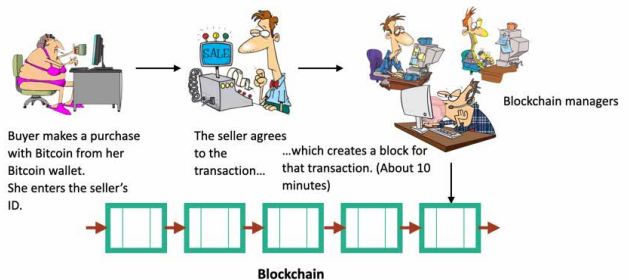 SALE
Blockchain managers
Buyer makes a purchase
with Bitcoin from her
Bitcoin wallet.
She enters the seller's
ID.
The seller agrees
to the
transaction...
...which creates a block for
that transaction. (About 10
minutes)
Blockchain